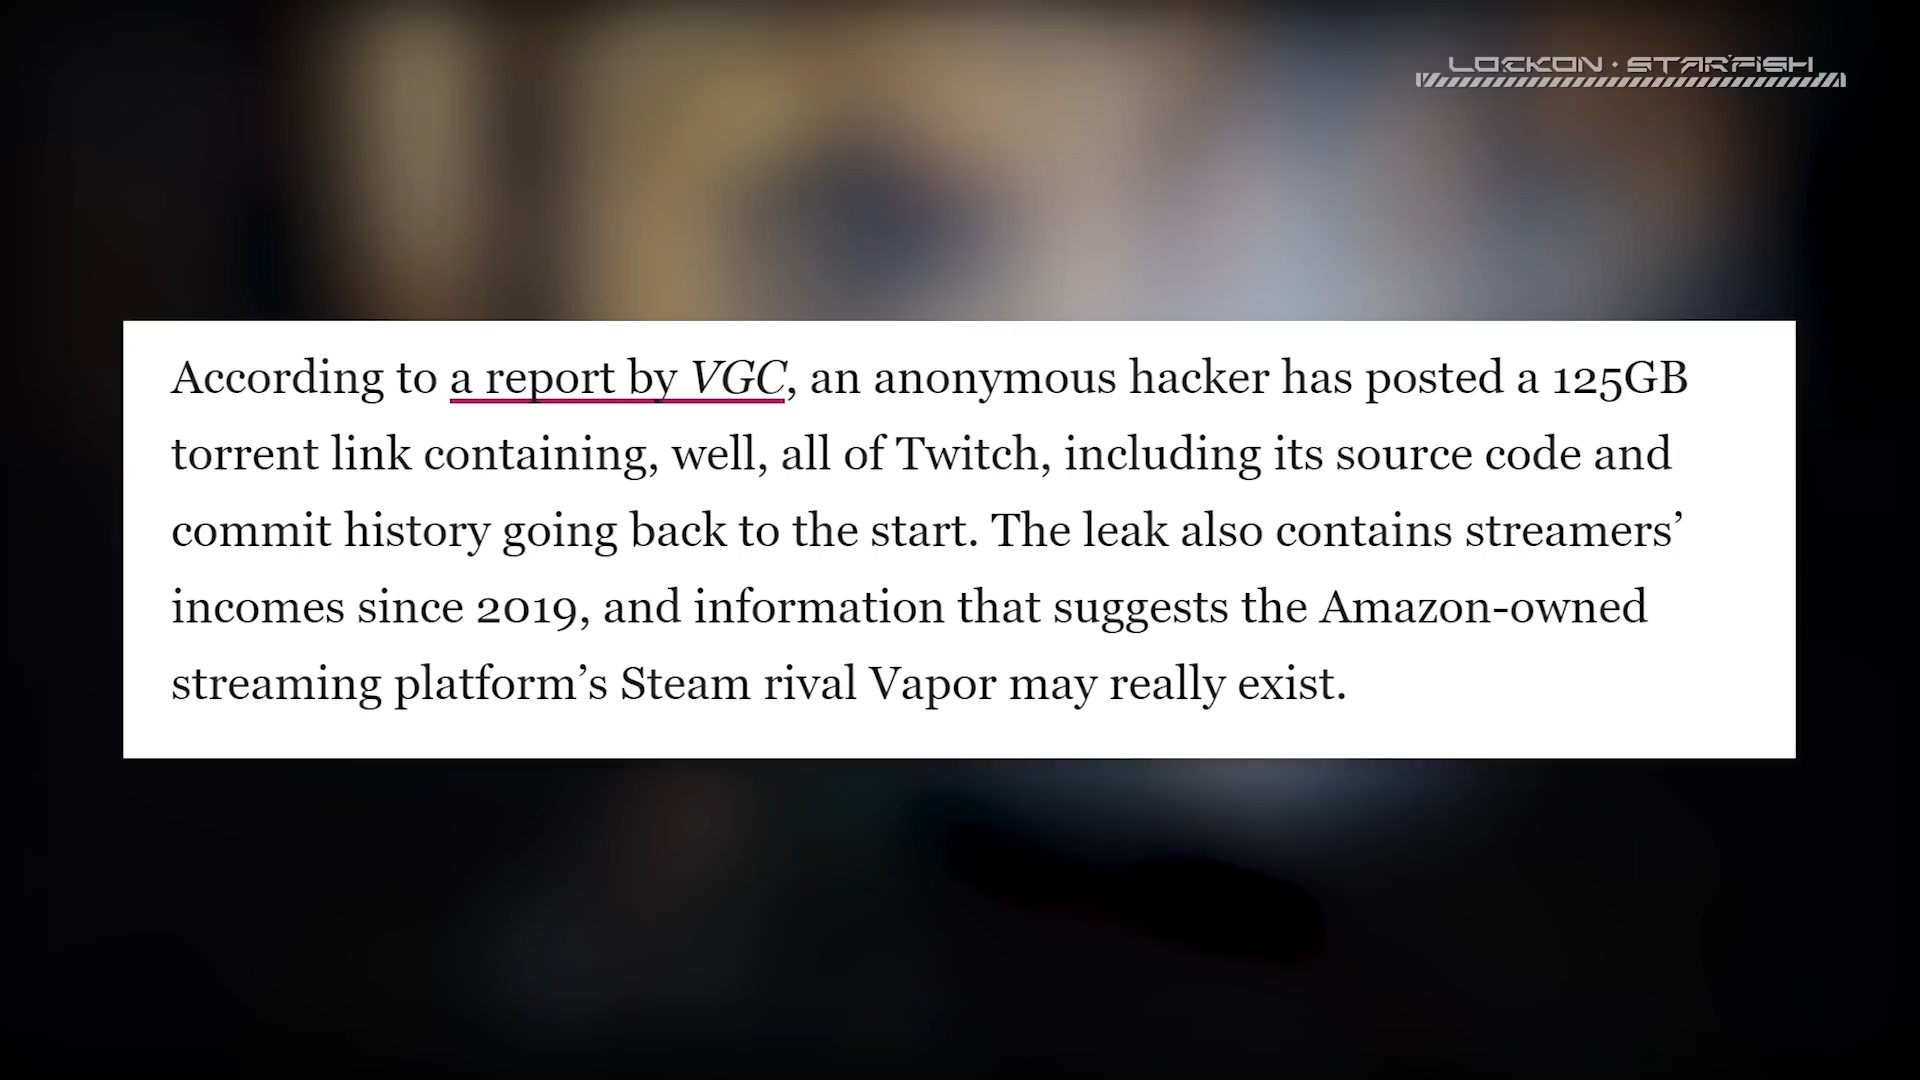 LOCKON · STARFISH
According to a report by VGC, an anonymous hacker has posted a 125GB
torrent link containing, well, all of Twitch, including its source code and
commit history going back to the start. The leak also contains streamers’
incomes since 2019, and information that suggests the Amazon-owned
streaming platform’s Steam rival Vapor may really exist.